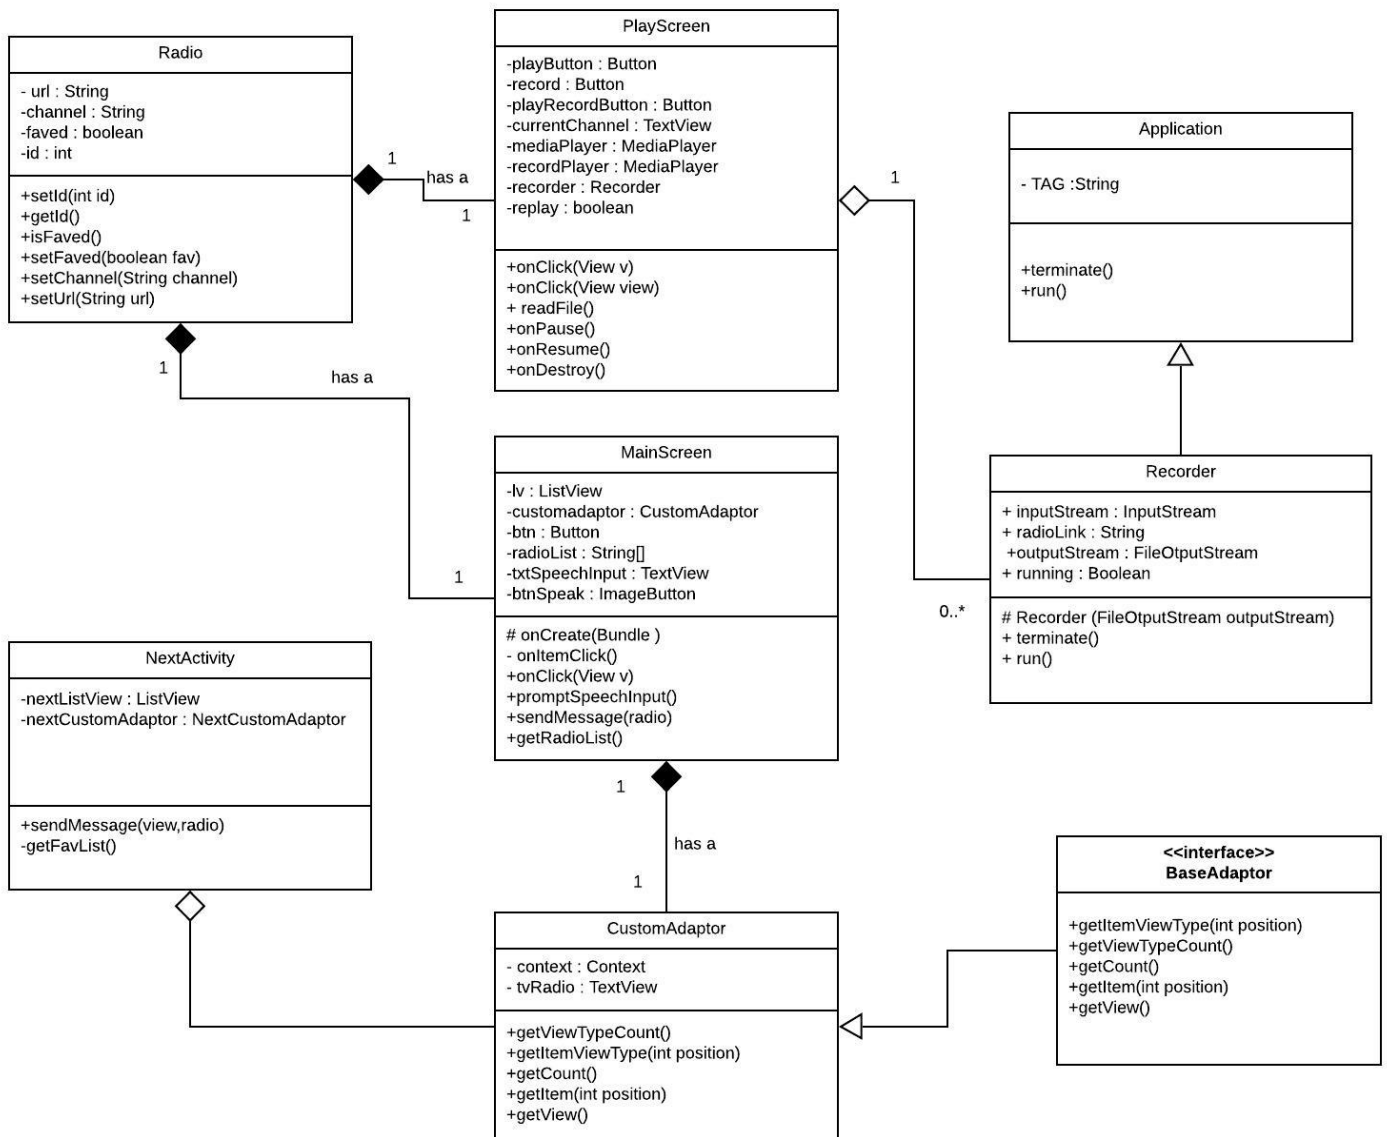 Radio
- url : String
-channel : String
-faved : boolean
-id : int
+setId(int id)
+getId()
+isFaved()
+setFaved(boolean fav)
+setChannel(String channel)
+setUrl(String url)
1
has a
1
PlayScreen
-playButton : Button
-record : Button
-playRecordButton : Button
-currentChannel : TextView
-mediaPlayer : MediaPlayer
-recordPlayer : MediaPlayer
-recorder : Recorder
-replay : boolean
+onClick(View v)
+onClick(View view)
+ readFile()
+onPause()
+onResume()
+onDestroy()
1
Application
- TAG :String
+terminate()
+run()
1
has a
1
MainScreen
-lv : ListView
-customadaptor : CustomAdaptor
-btn : Button
-radioList : String[]
-txtSpeechInput : TextView
-btnSpeak : ImageButton
# onCreate(Bundle )
- onItemClick()
+onClick(View v)
+promptSpeechInput()
+sendMessage(radio)
+getRadioList()
0..*
Recorder
+ inputStream : InputStream
+ radioLink : String
+outputStream : FileOtputStream
+ running : Boolean
# Recorder (FileOtputStream outputStream)
+ terminate()
+ run()
NextActivity
-nextListView : ListView
-nextCustomAdaptor : NextCustomAdaptor
+sendMessage(view,radio)
-getFavList()
1
has a
1
CustomAdaptor
- context : Context
- tvRadio : TextView
+getViewTypeCount()
+getItemViewType(int position)
+getCount()
+getItem(int position)
+getView()
<<interface>>
BaseAdaptor
+getItemViewType(int position)
+getViewTypeCount()
+getCount()
+getItem(int position)
+getView()